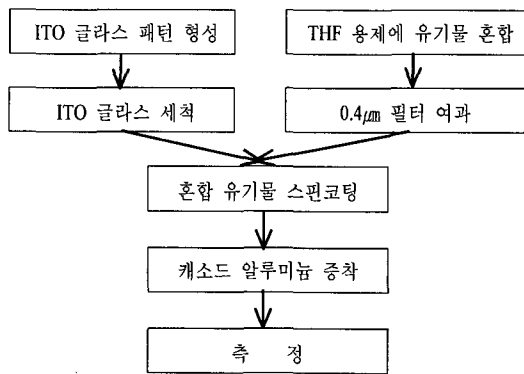 ITO 글라스 패턴 형성
THF 용제에 유기물 혼합
ITO 글라스 세척
0.4㎛ 필터 여과
혼합 유기물 스핀코팅
캐소드 알루미늄 증착
측 정